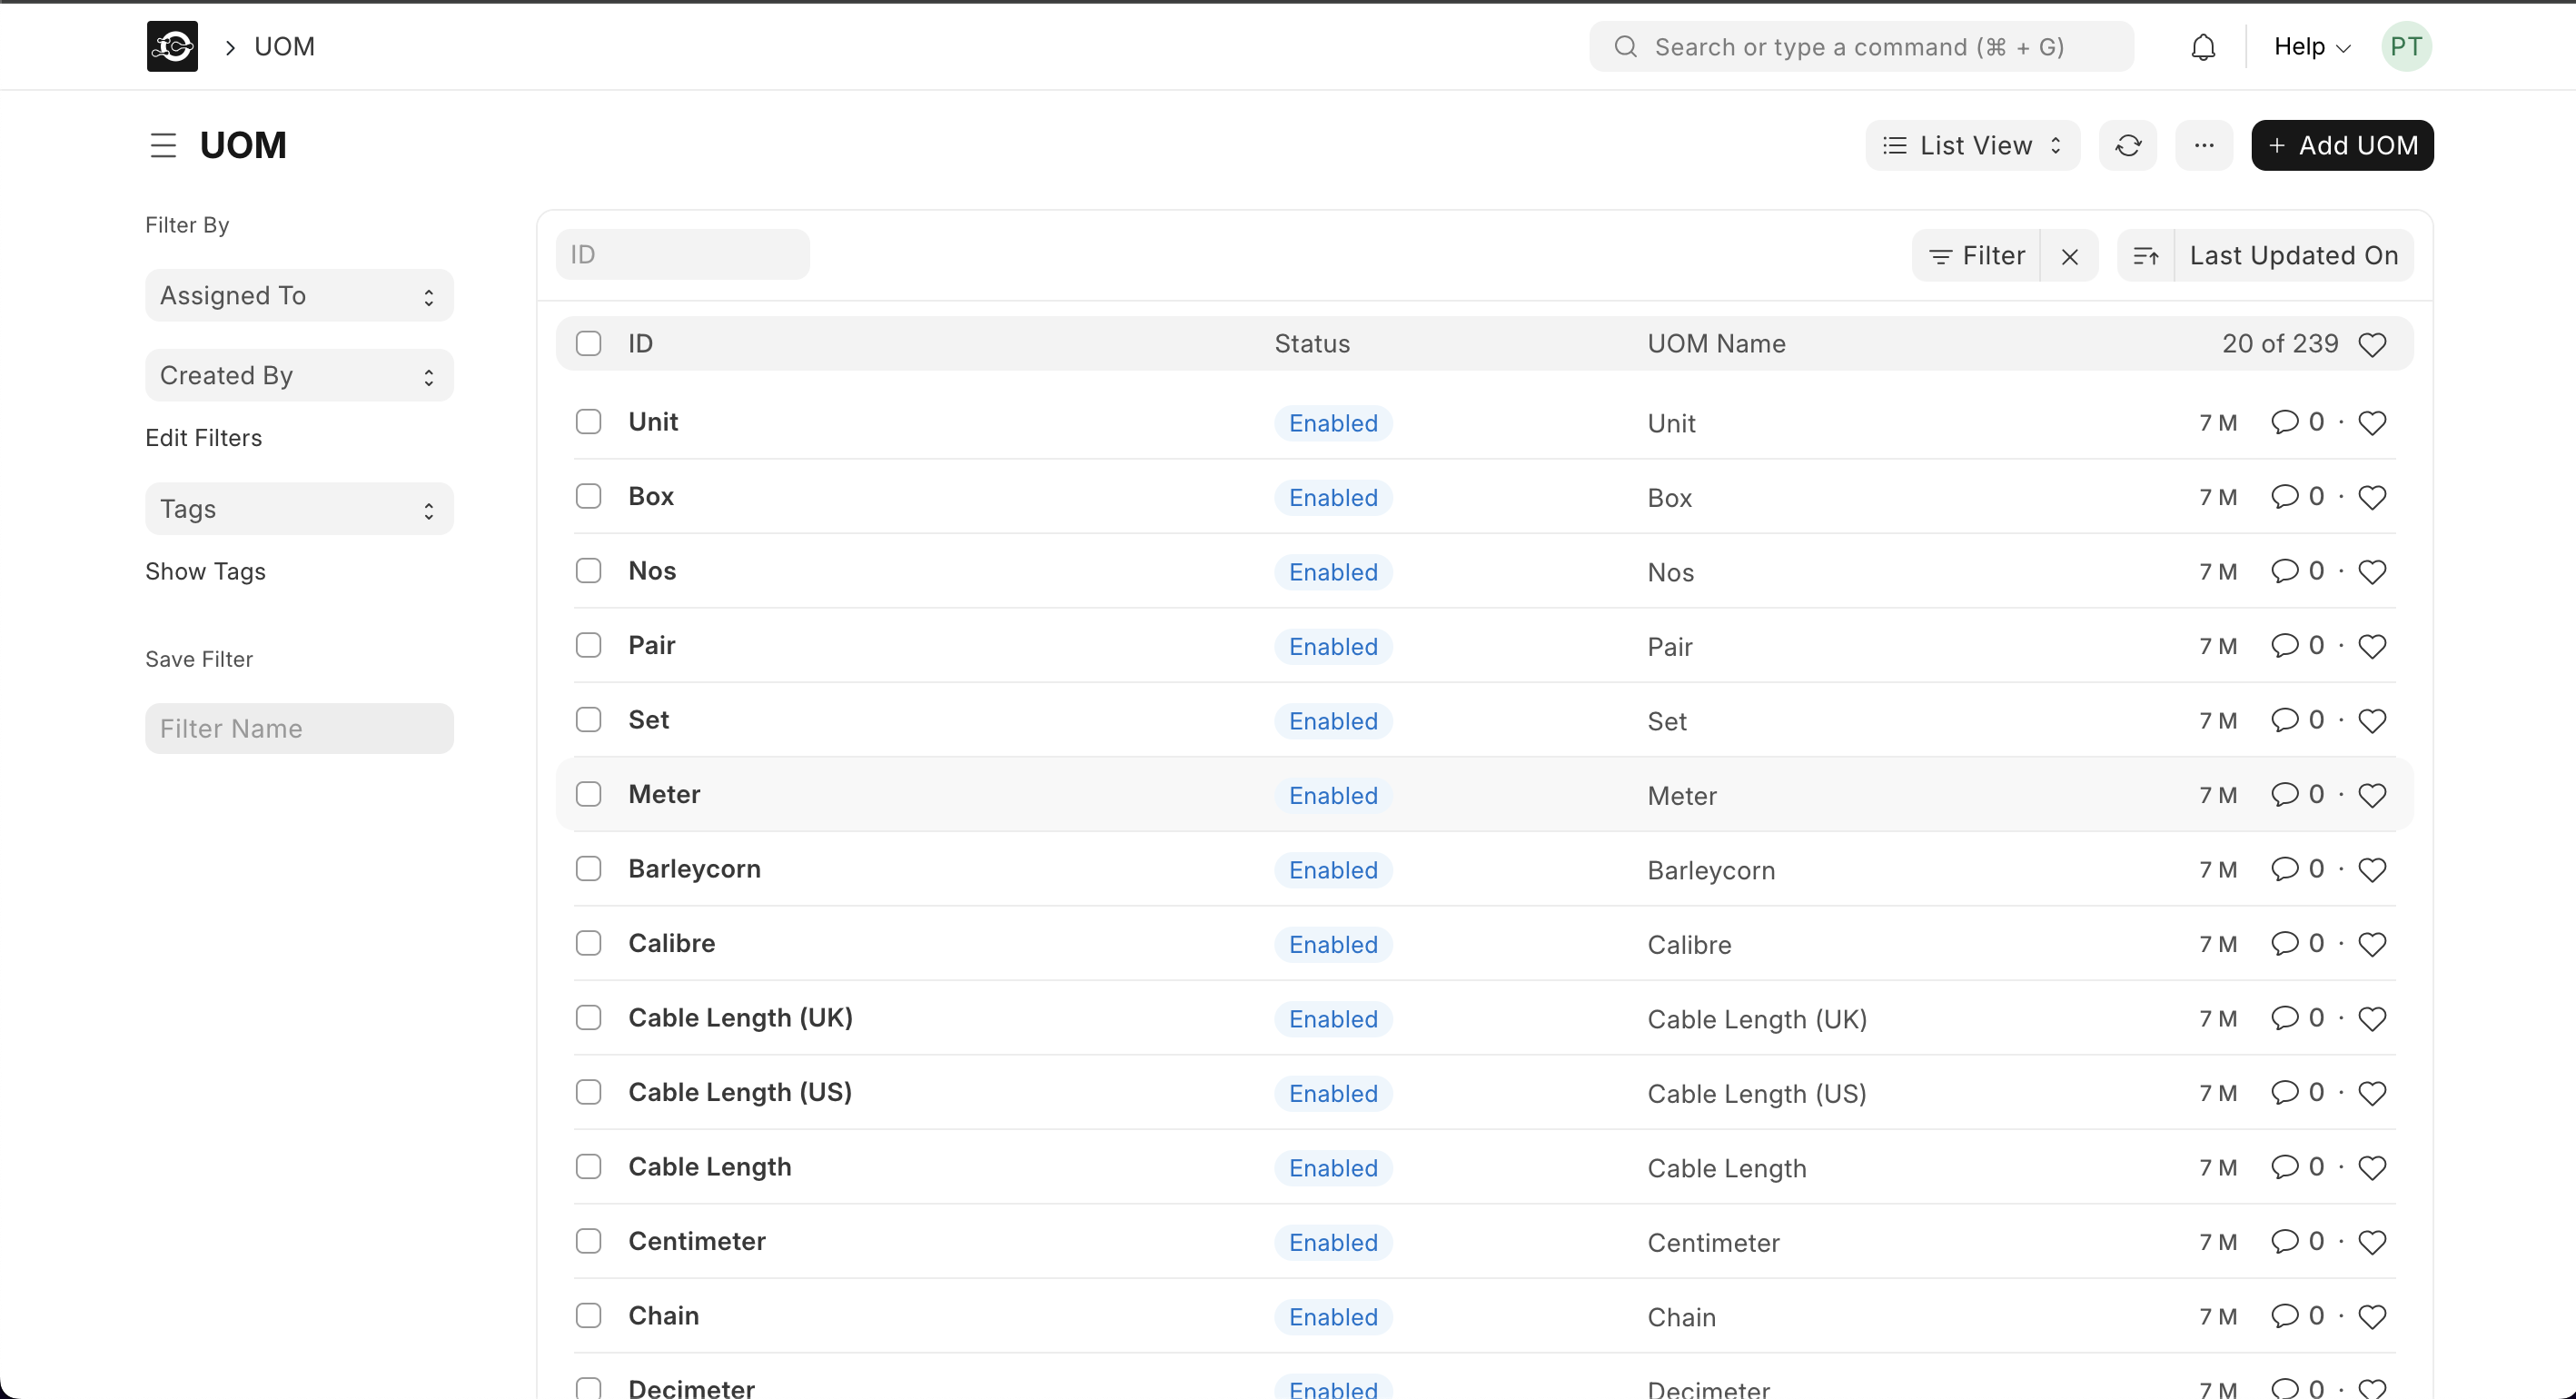 UOM
Search or type a command (⌘ + G)
Help
PT
UOM
List View
···
+ Add UOM
Filter By
Assigned To
Created By
Edit Filters
Tags
Show Tags
Save Filter
Filter Name
ID
Filter
Last Updated On
ID Status UOM Name 20 of 239
Unit Enabled Unit 7 M 0 ·
Box Enabled Box 7 M 0 ·
Nos Enabled Nos 7 M 0 ·
Pair Enabled Pair 7 M 0 ·
Set Enabled Set 7 M 0 ·
Meter Enabled Meter 7 M 0 ·
Barleycorn Enabled Barleycorn 7 M 0 ·
Calibre Enabled Calibre 7 M 0 ·
Cable Length (UK) Enabled Cable Length (UK) 7 M 0 ·
Cable Length (US) Enabled Cable Length (US) 7 M 0 ·
Cable Length Enabled Cable Length 7 M 0 ·
Centimeter Enabled Centimeter 7 M 0 ·
Chain Enabled Chain 7 M 0 ·
Decimeter Enabled Decimeter 7 M 0 ·